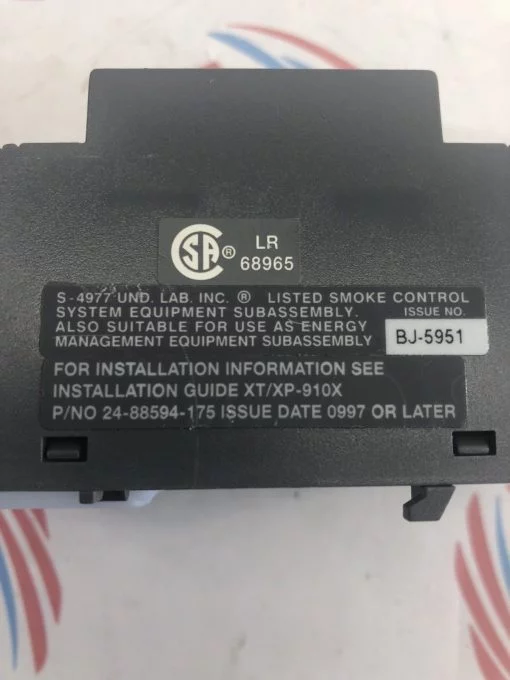 SA ® LR
68965
S-4977 UND. LAB. INC. ® LISTED SMOKE CONTROL
SYSTEM EQUIPMENT SUBASSEMBLY. ISSUE NO.
ALSO SUITABLE FOR USE AS ENERGY
MANAGEMENT EQUIPMENT SUBASSEMBLY BJ-5951
FOR INSTALLATION INFORMATION SEE
INSTALLATION GUIDE XT/XP-910X
P/NO 24-88594-175 ISSUE DATE 0997 OR LATER